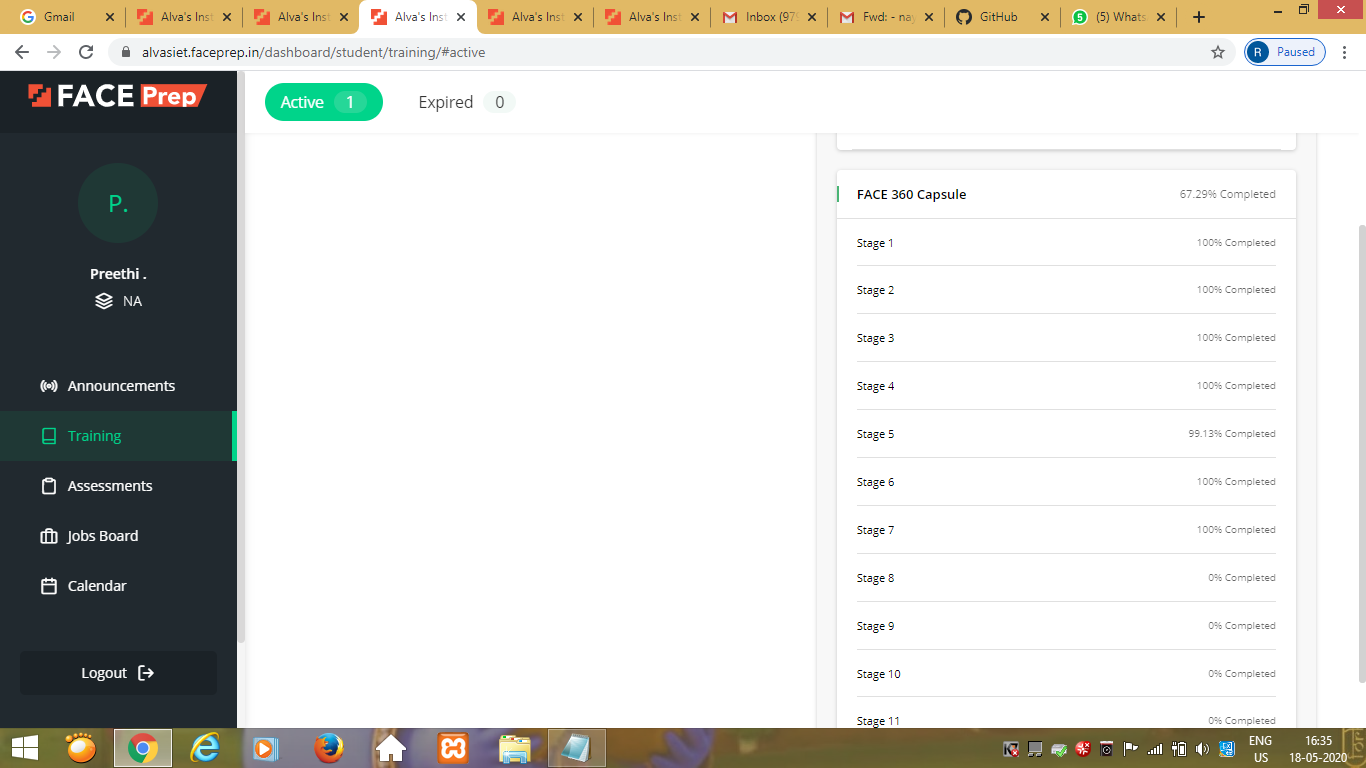 Gmail
Alva's Inst
Alva's Inst
Alva's Inst
Alva's Inst
Alva's Inst
Inbox (97
Fwd: - nay
GitHub
(5) Whats
alvasiet.faceprep.in/dashboard/student/training/#active
R Paused
FACE Prep
Active 1
Expired 0
P.
Preethi .
NA
Announcements
Training
Assessments
Jobs Board
Calendar
Logout
FACE 360 Capsule 67.29% Completed
Stage 1 100% Completed
Stage 2 100% Completed
Stage 3 100% Completed
Stage 4 100% Completed
Stage 5 99.13% Completed
Stage 6 100% Completed
Stage 7 100% Completed
Stage 8 0% Completed
Stage 9 0% Completed
Stage 10 0% Completed
Stage 11 0% Completed
ENG 16:35
US 18-05-2020